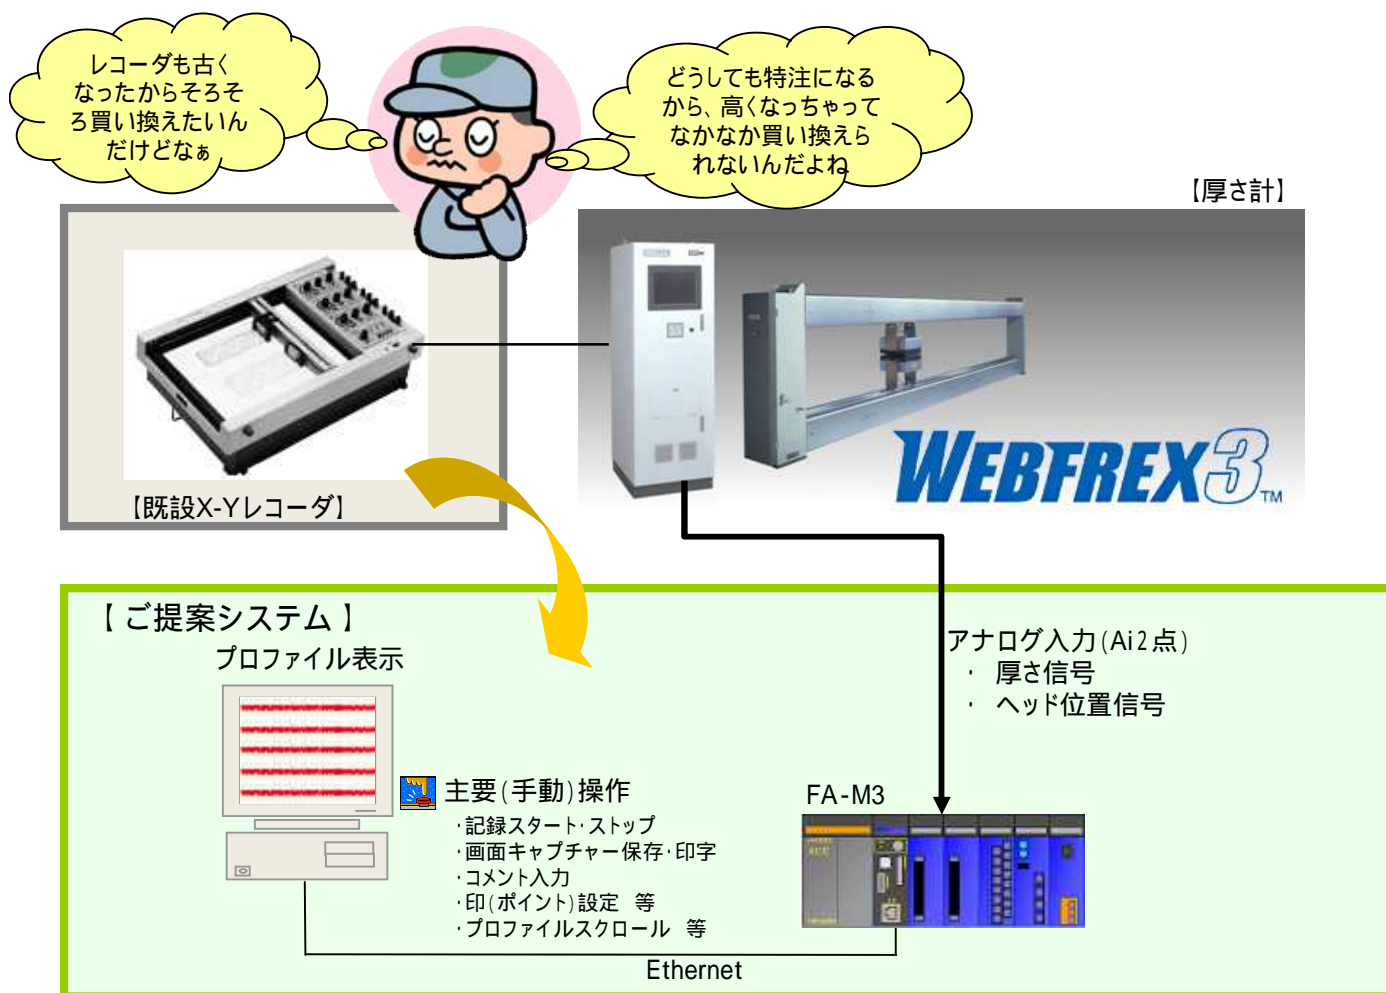 レコーダも古く
なったからそろそ
ろ買い換えたいん
だけどなぁ
どうしても特注になる
から、高くなっちゃって
なかなか買い換えら
れないんだよね
【厚さ計】
WEBFREX3™
【既設X-Yレコーダ】
【ご提案システム】
プロファイル表示
アナログ入力(Ai2点)
・ 厚さ信号
・ ヘッド位置信号
主要(手動)操作
・記録スタート・ストップ
・画面キャプチャー保存・印字
・コメント入力
・印(ポイント)設定 等
・プロファイルスクロール 等
FA-M3
Ethernet